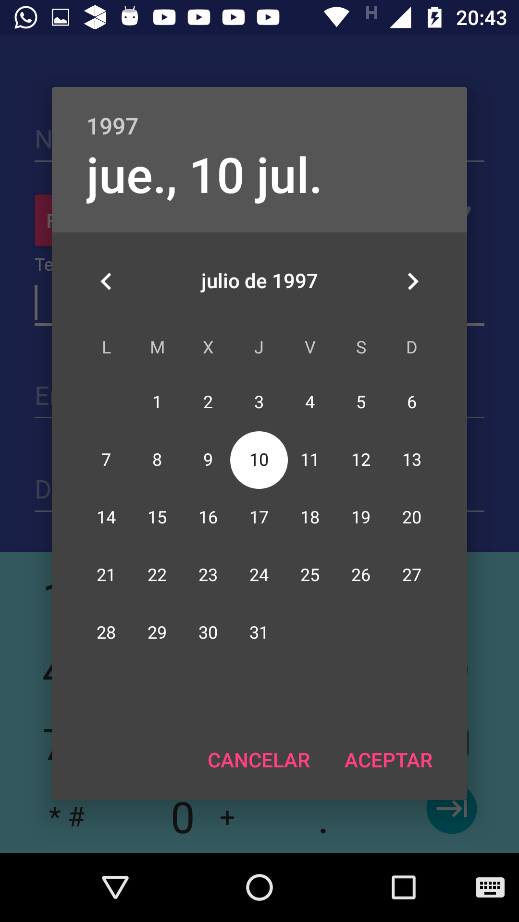 H 20:43
1997
jue., 10 jul.
Te
julio de 1997
L M X J V S D
1 2 3 4 5 6
7 8 9 10 11 12 13
14 15 16 17 18 19 20
21 22 23 24 25 26 27
28 29 30 31
CANCELAR ACEPTAR
* # 0 + .